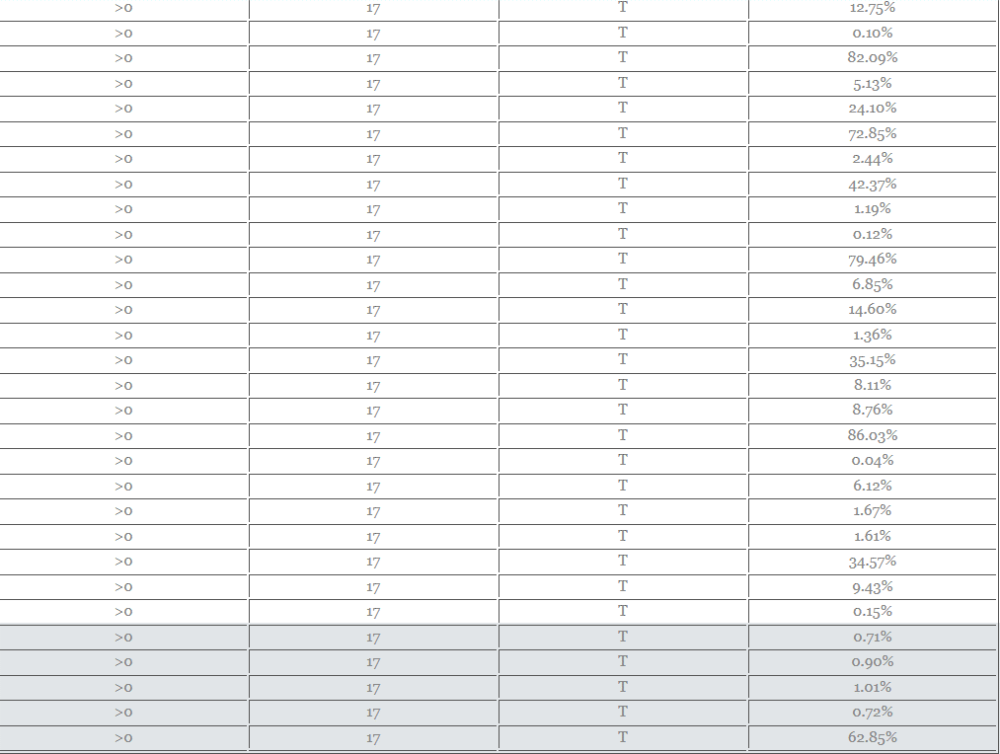 >0 17 T 12.75%
>0 17 T 0.10%
>0 17 T 82.09%
>0 17 T 5.13%
>0 17 T 24.10%
>0 17 T 72.85%
>0 17 T 2.44%
>0 17 T 42.37%
>0 17 T 1.19%
>0 17 T 0.12%
>0 17 T 79.46%
>0 17 T 6.85%
>0 17 T 14.60%
>0 17 T 1.36%
>0 17 T 35.15%
>0 17 T 8.11%
>0 17 T 8.76%
>0 17 T 86.03%
>0 17 T 0.04%
>0 17 T 6.12%
>0 17 T 1.67%
>0 17 T 1.61%
>0 17 T 34.57%
>0 17 T 9.43%
>0 17 T 0.15%
>0 17 T 0.71%
>0 17 T 0.90%
>0 17 T 1.01%
>0 17 T 0.72%
>0 17 T 62.85%